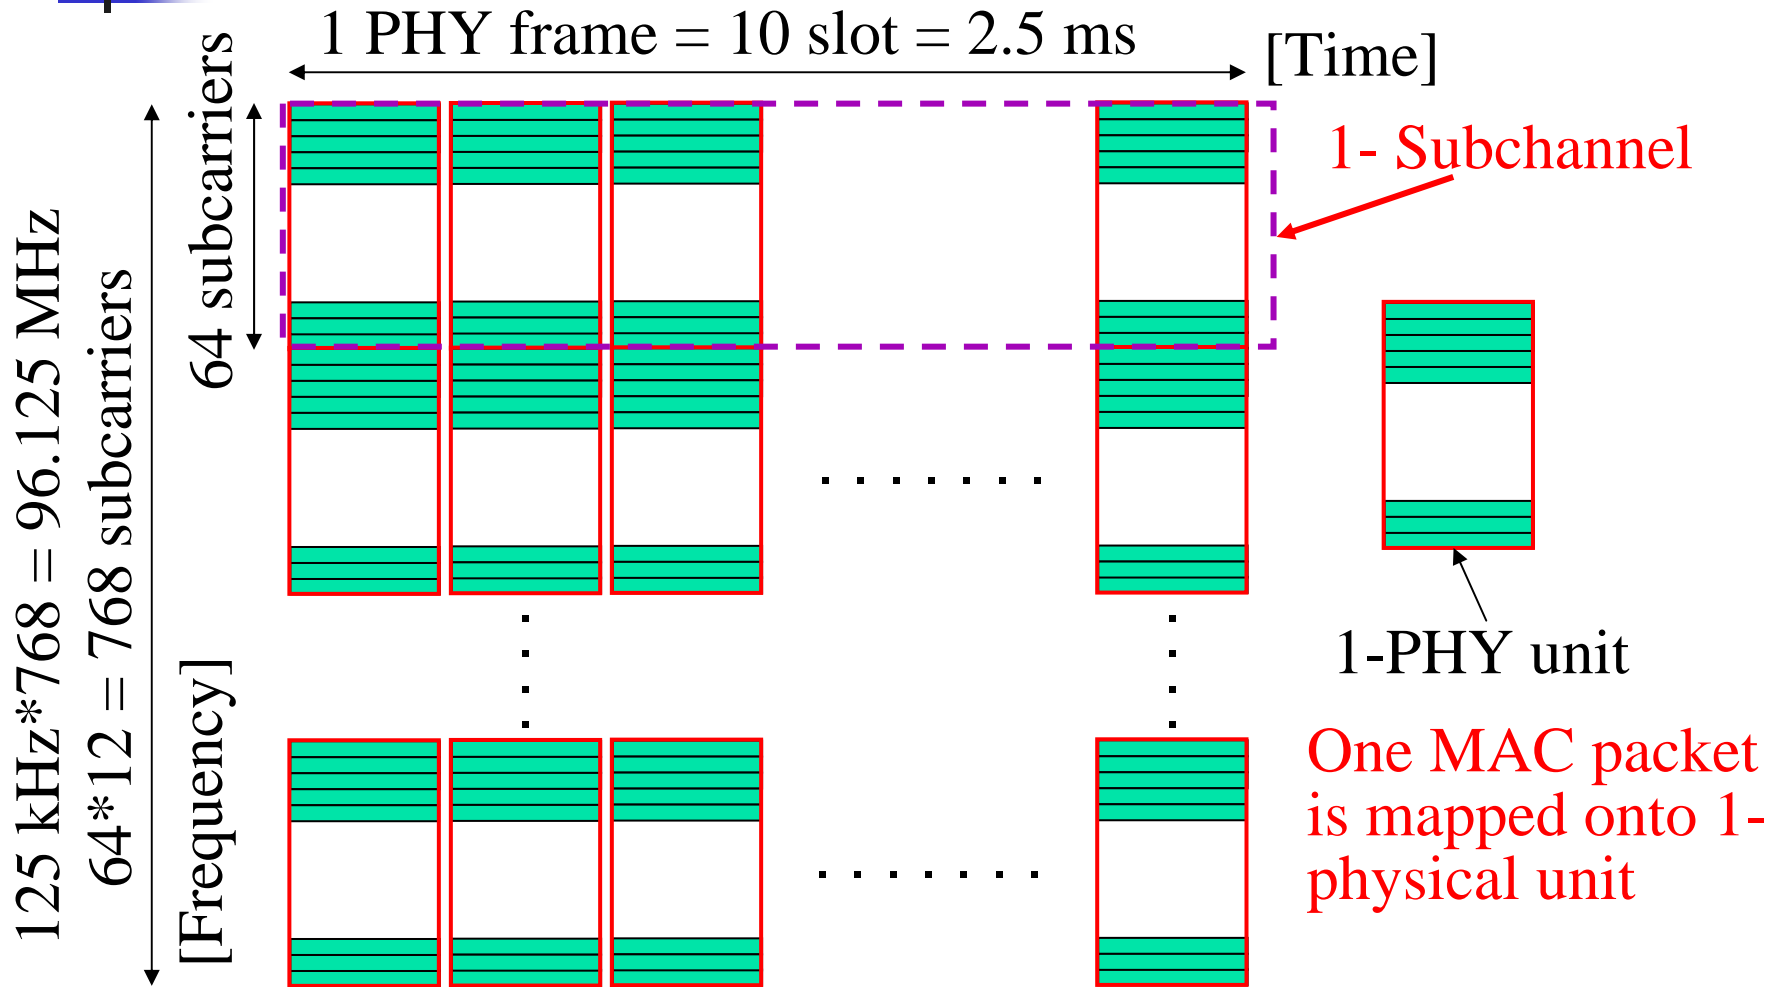 1 PHY frame = 10 slot = 2.5 ms
[Time]
64 subcarriers
1- Subchannel
125 kHz*768 = 96.125 MHz
64*12 = 768 subcarriers
[Frequency]
1-PHY unit
One MAC packet
is mapped onto 1-
physical unit